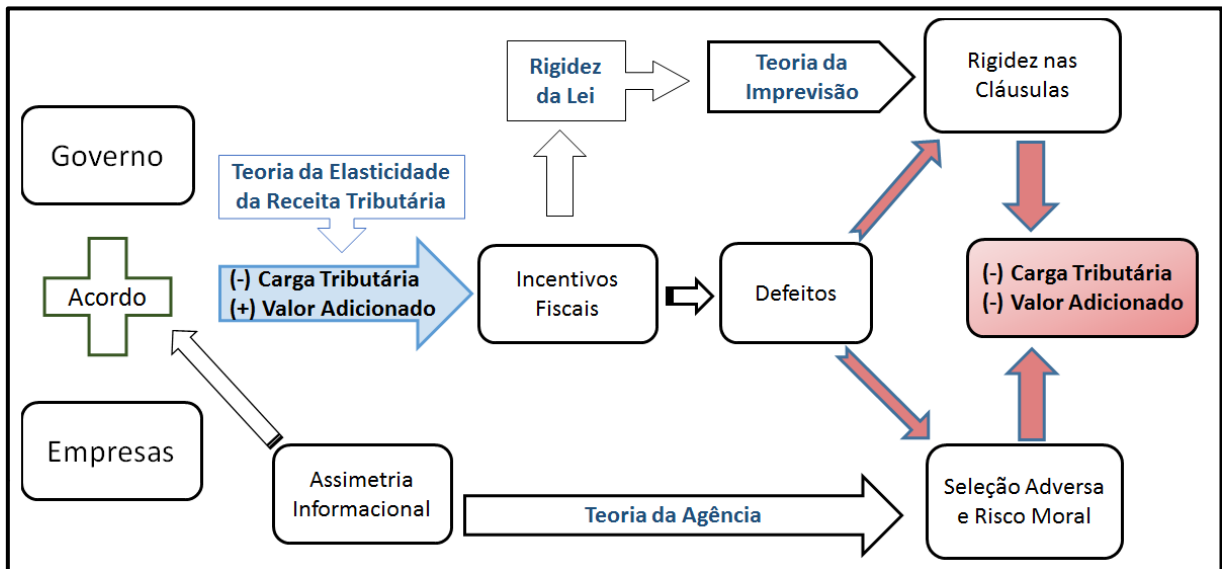 Governo
Acordo
Empresas
Teoria da Elasticidade
da Receita Tributária
(-) Carga Tributária
(+) Valor Adicionado
Assimetria
Informacional
Incentivos
Fiscais
Rigidez
da Lei
Teoria da
Imprevisão
Rigidez nas
Cláusulas
Defeitos
(-) Carga Tributária
(-) Valor Adicionado
Teoria da Agência
Seleção Adversa
e Risco Moral